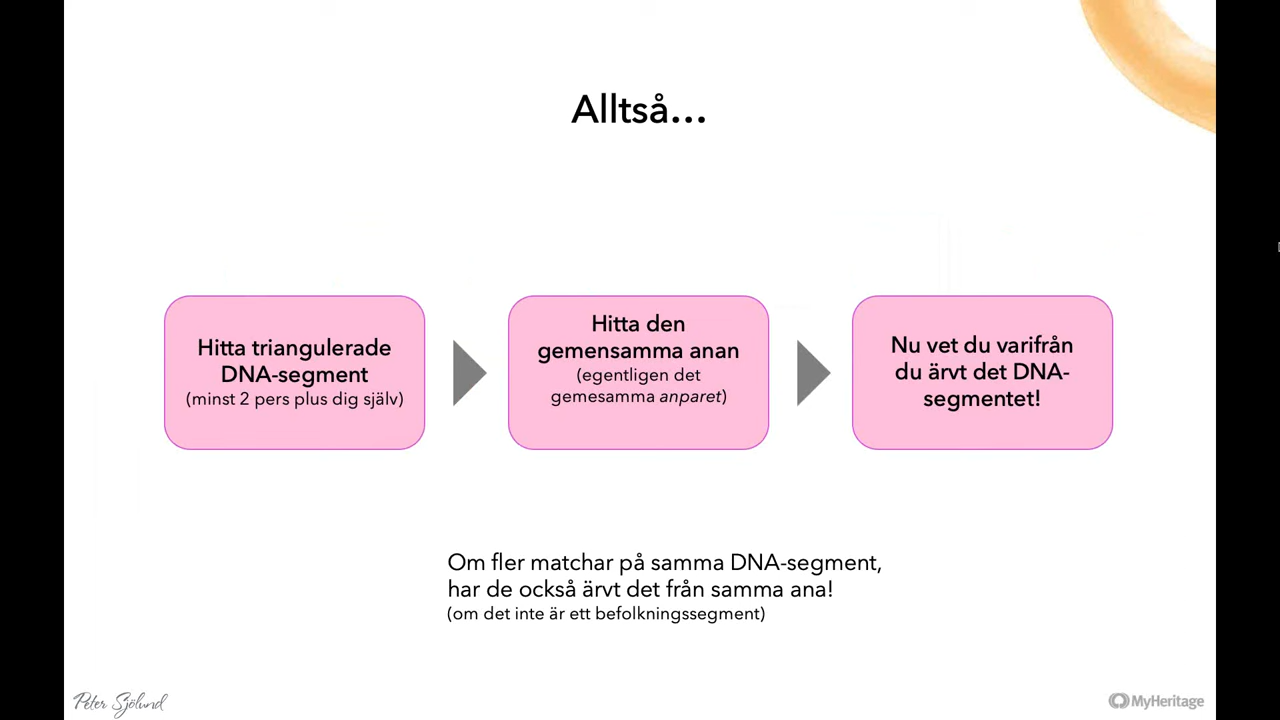 Alltså...
Hitta triangulerade
DNA-segment
(minst 2 pers plus dig själv)
Hitta den
gemensamma anan
(egentligen det
gemesamma anparet)
Nu vet du varifrån
du ärvt det DNA-
segmentet!
Om fler matchar på samma DNA-segment,
har de också ärvt det från samma ana!
(om det inte är ett befolkningssegment)
Peter Sjölund
MyHeritage